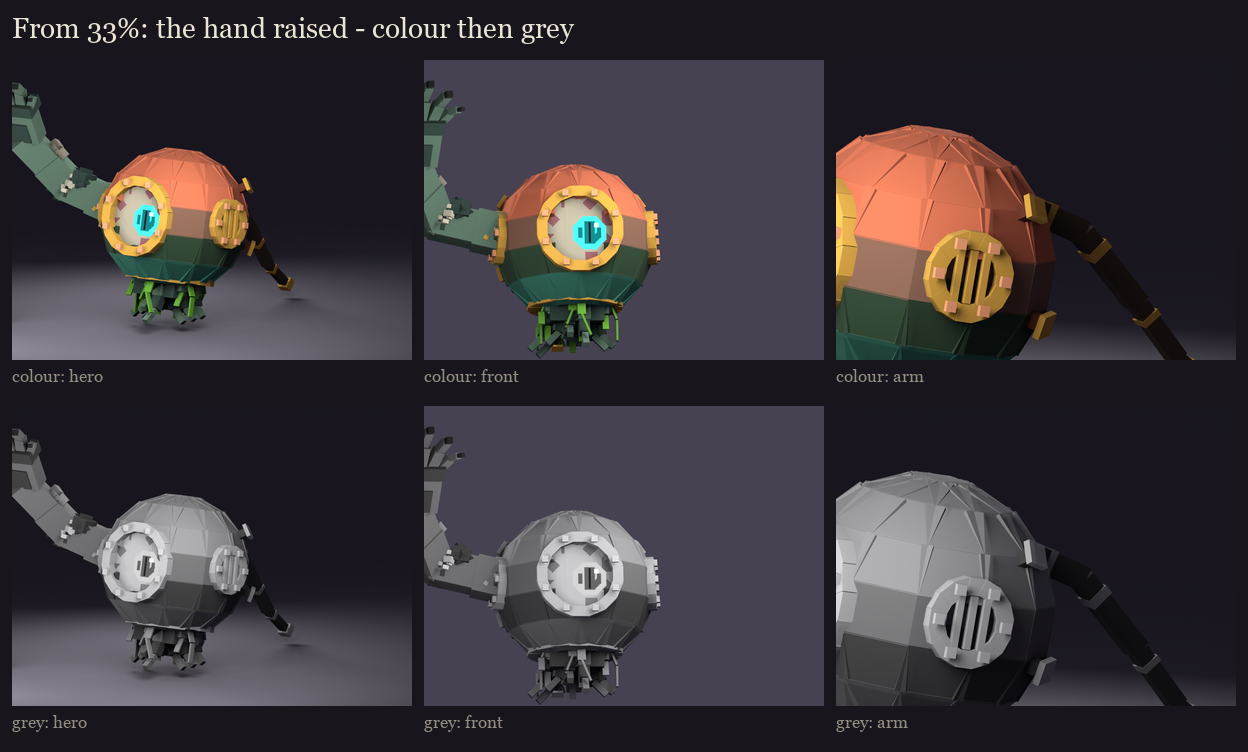 From 33%: the hand raised - colour then grey
colour: hero
colour: front
colour: arm
grey: hero
grey: front
grey: arm